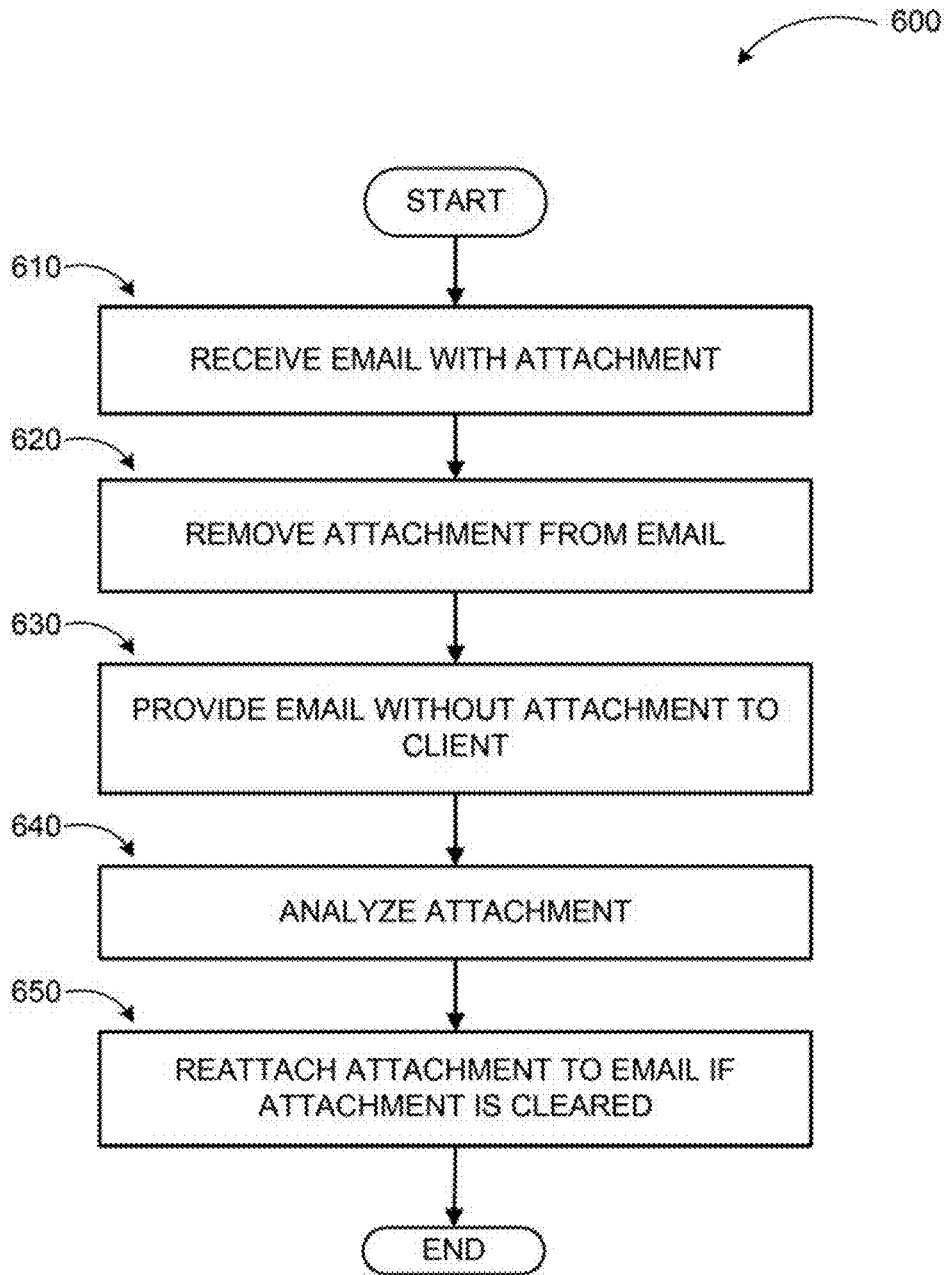 600
START
610
RECEIVE EMAIL WITH ATTACHMENT
620
REMOVE ATTACHMENT FROM EMAIL
630
PROVIDE EMAIL WITHOUT ATTACHMENT TO
CLIENT
640
ANALYZE ATTACHMENT
650
REATTACH ATTACHMENT TO EMAIL IF
ATTACHMENT IS CLEARED
END